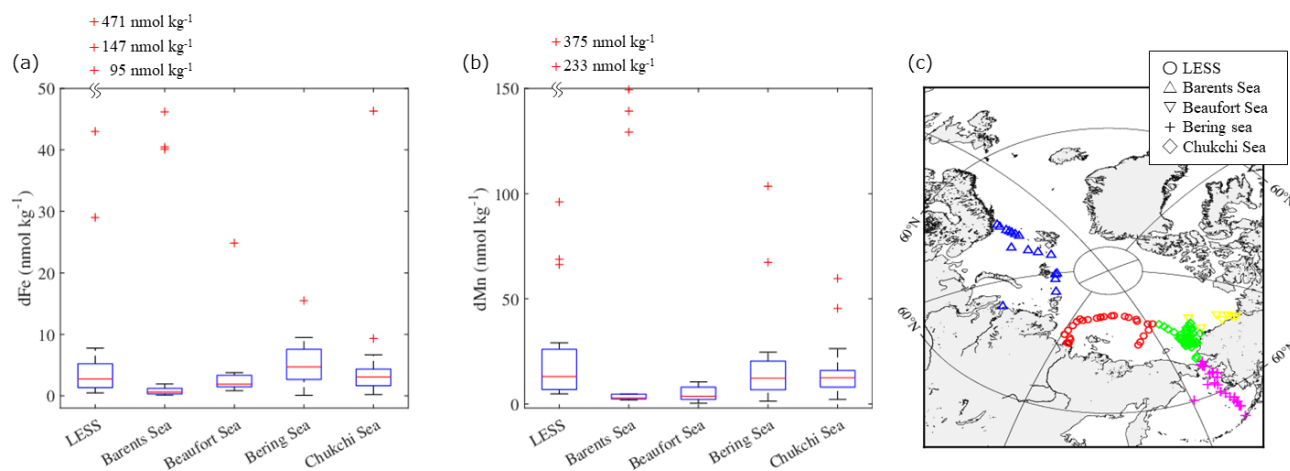 (a)
471 nmol kg⁻¹
147 nmol kg⁻¹
95 nmol kg⁻¹
50
40
30
20
10
0
dFe (nmol kg⁻¹)
LESS
Barents Sea
Beaufort Sea
Bering Sea
Chukchi Sea
(b)
375 nmol kg⁻¹
233 nmol kg⁻¹
150
100
50
0
dMn (nmol kg⁻¹)
LESS
Barents Sea
Beaufort Sea
Bering Sea
Chukchi Sea
(c)
LESS
Barents Sea
Beaufort Sea
Bering sea
Chukchi Sea
60°N
60°N
60°N
60°N